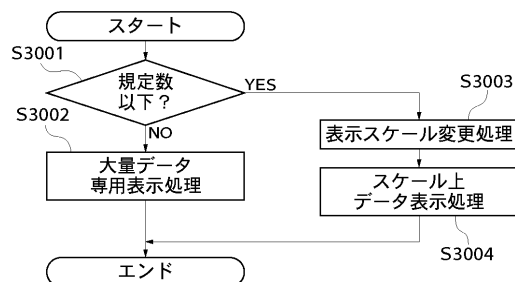 スタート
S3001
規定数
以下？
YES
S3003
S3002
NO
表示スケール変更処理
大量データ
専用表示処理
スケール上
データ表示処理
S3004
エンド